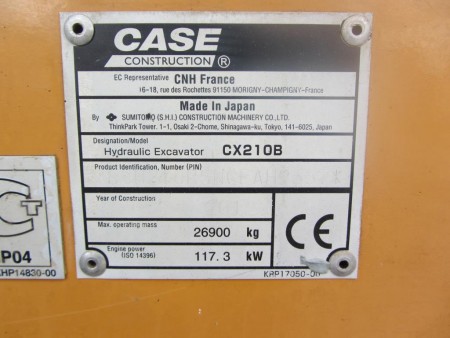 CASE
CONSTRUCTION ®
EC Representative CNH France
16-18, rue des Rochettes 91150 MORIGNY-CHAMPIGNY-France
Made In Japan
By SUMITOMO (S.H.I.) CONSTRUCTION MACHINERY CO.,LTD.
ThinkPark Tower. 1-1, Osaki 2-Chome, Shinagawa-ku, Tokyo, 141-6025, Japan
Designation/Model
Hydraulic Excavator CX210B
Product Identification, Number (PIN)
Year of Construction
Max. operating mass
26900 kg
Engine power
(ISO 14396)
117.3 kW
CE
KRP17050-00
CT
P04
KHP14830-00